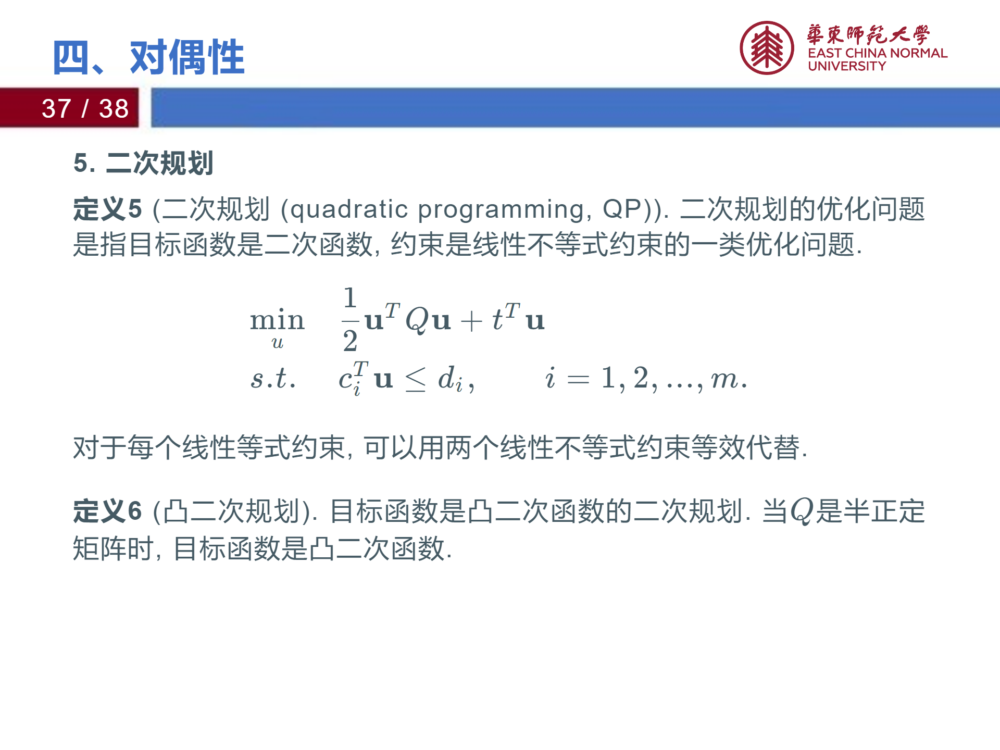 四、对偶性
華東師範大學
EAST CHINA NORMAL
UNIVERSITY
37 / 38
5. 二次规划
定义5 (二次规划 (quadratic programming, QP)). 二次规划的优化问题
是指目标函数是二次函数, 约束是线性不等式约束的一类优化问题.
$\min_{u} \quad \frac{1}{2}\mathbf{u}^T Q\mathbf{u} + t^T\mathbf{u}$
$s.t. \quad c_i^T\mathbf{u} \leq d_i, \quad i = 1, 2, ..., m.$
对于每个线性等式约束, 可以用两个线性不等式约束等效代替.
定义6 (凸二次规划). 目标函数是凸二次函数的二次规划. 当$Q$是半正定
矩阵时, 目标函数是凸二次函数.